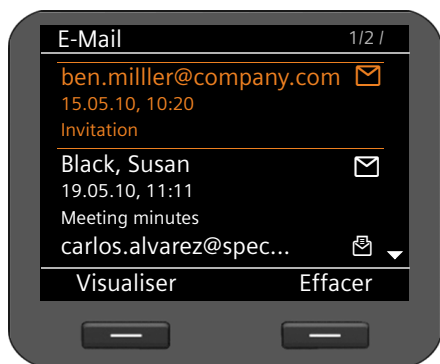 E-Mail 1/2 /
ben.milller@company.com
15.05.10, 10:20
Invitation
Black, Susan
19.05.10, 11:11
Meeting minutes
carlos.alvarez@spec...
Visualiser Effacer